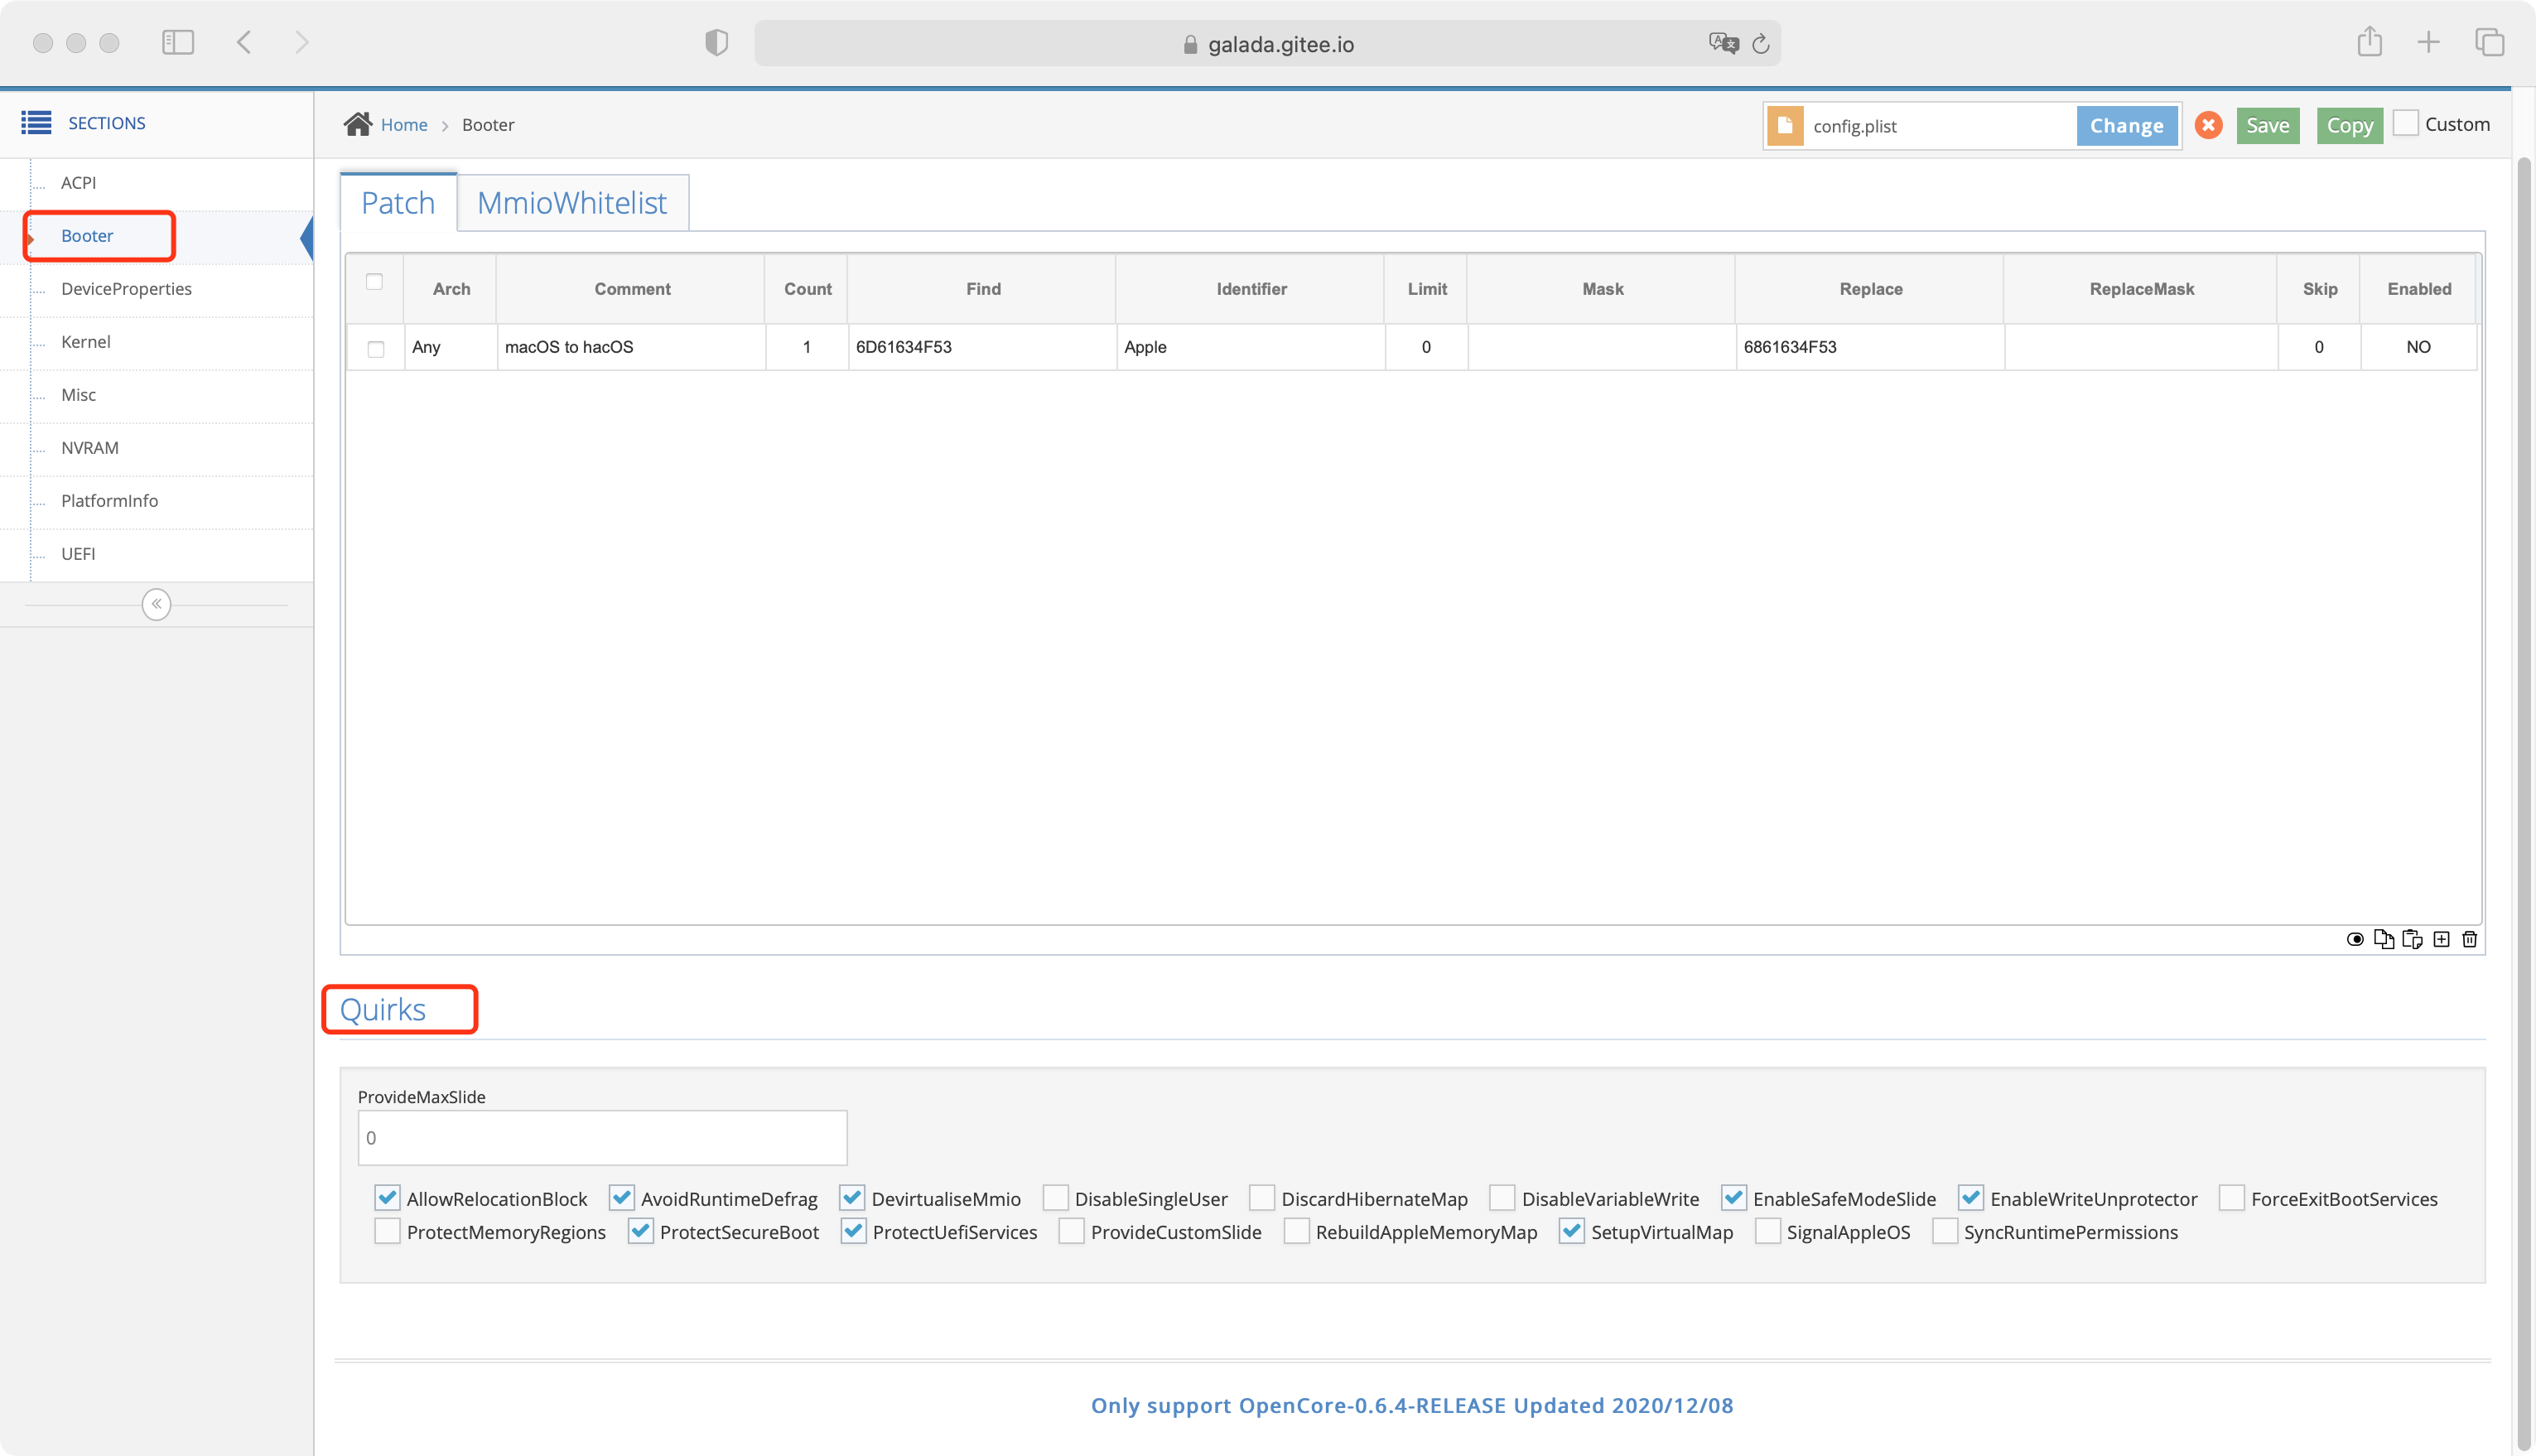 galada.gitee.io
SECTIONS
Home > Booter
config.plist Change Save Copy Custom
ACPI
Booter
DeviceProperties
Kernel
Misc
NVRAM
PlatformInfo
UEFI
Patch MmioWhitelist
Arch Comment Count Find Identifier Limit Mask Replace ReplaceMask Skip Enabled
Any macOS to hacOS 1 6D61634F53 Apple 0 6861634F53 0 NO
Quirks
ProvideMaxSlide
0
AllowRelocationBlock AvoidRuntimeDefrag DevirtualiseMmio DisableSingleUser DiscardHibernateMap DisableVariableWrite EnableSafeModeSlide EnableWriteUnprotector ForceExitBootServices
ProtectMemoryRegions ProtectSecureBoot ProtectUefiServices ProvideCustomSlide RebuildAppleMemoryMap SetupVirtualMap SignalAppleOS SyncRuntimePermissions
Only support OpenCore-0.6.4-RELEASE Updated 2020/12/08